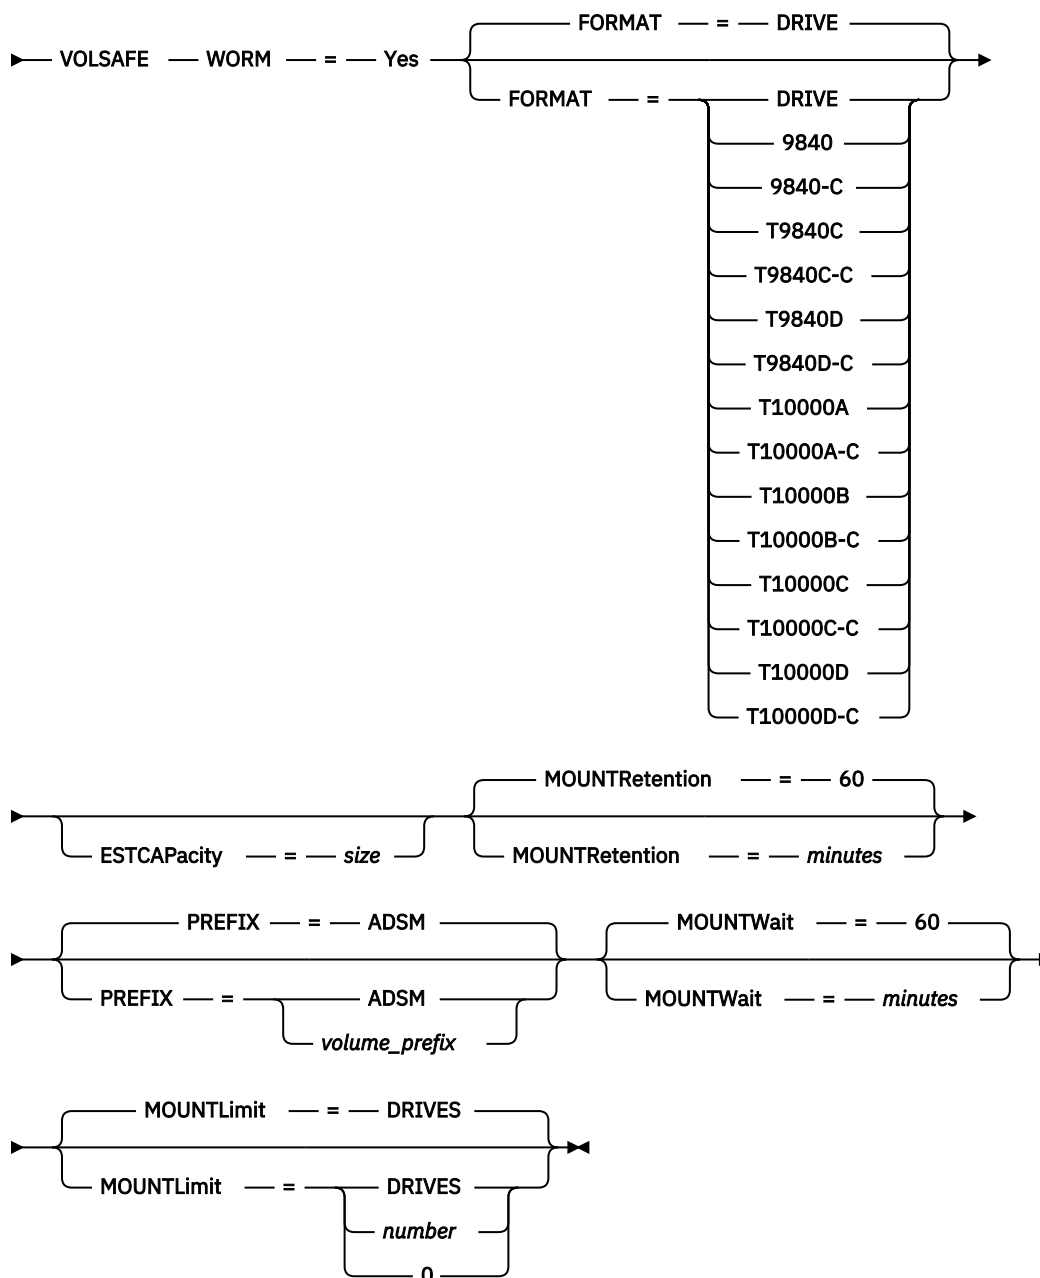 FORMAT = DRIVE
VOLSAFE WORM = Yes
FORMAT = DRIVE
9840
9840-C
T9840C
T9840C-C
T9840D
T9840D-C
T10000A
T10000A-C
T10000B
T10000B-C
T10000C
T10000C-C
T10000D
T10000D-C
MOUNTRetention = 60
ESTCAPacity = size MOUNTRetention = minutes
PREFIX = ADSM MOUNTWait = 60
PREFIX = ADSM MOUNTWait = minutes
volume_prefix
MOUNTLimit = DRIVES
MOUNTLimit = DRIVES
number
0